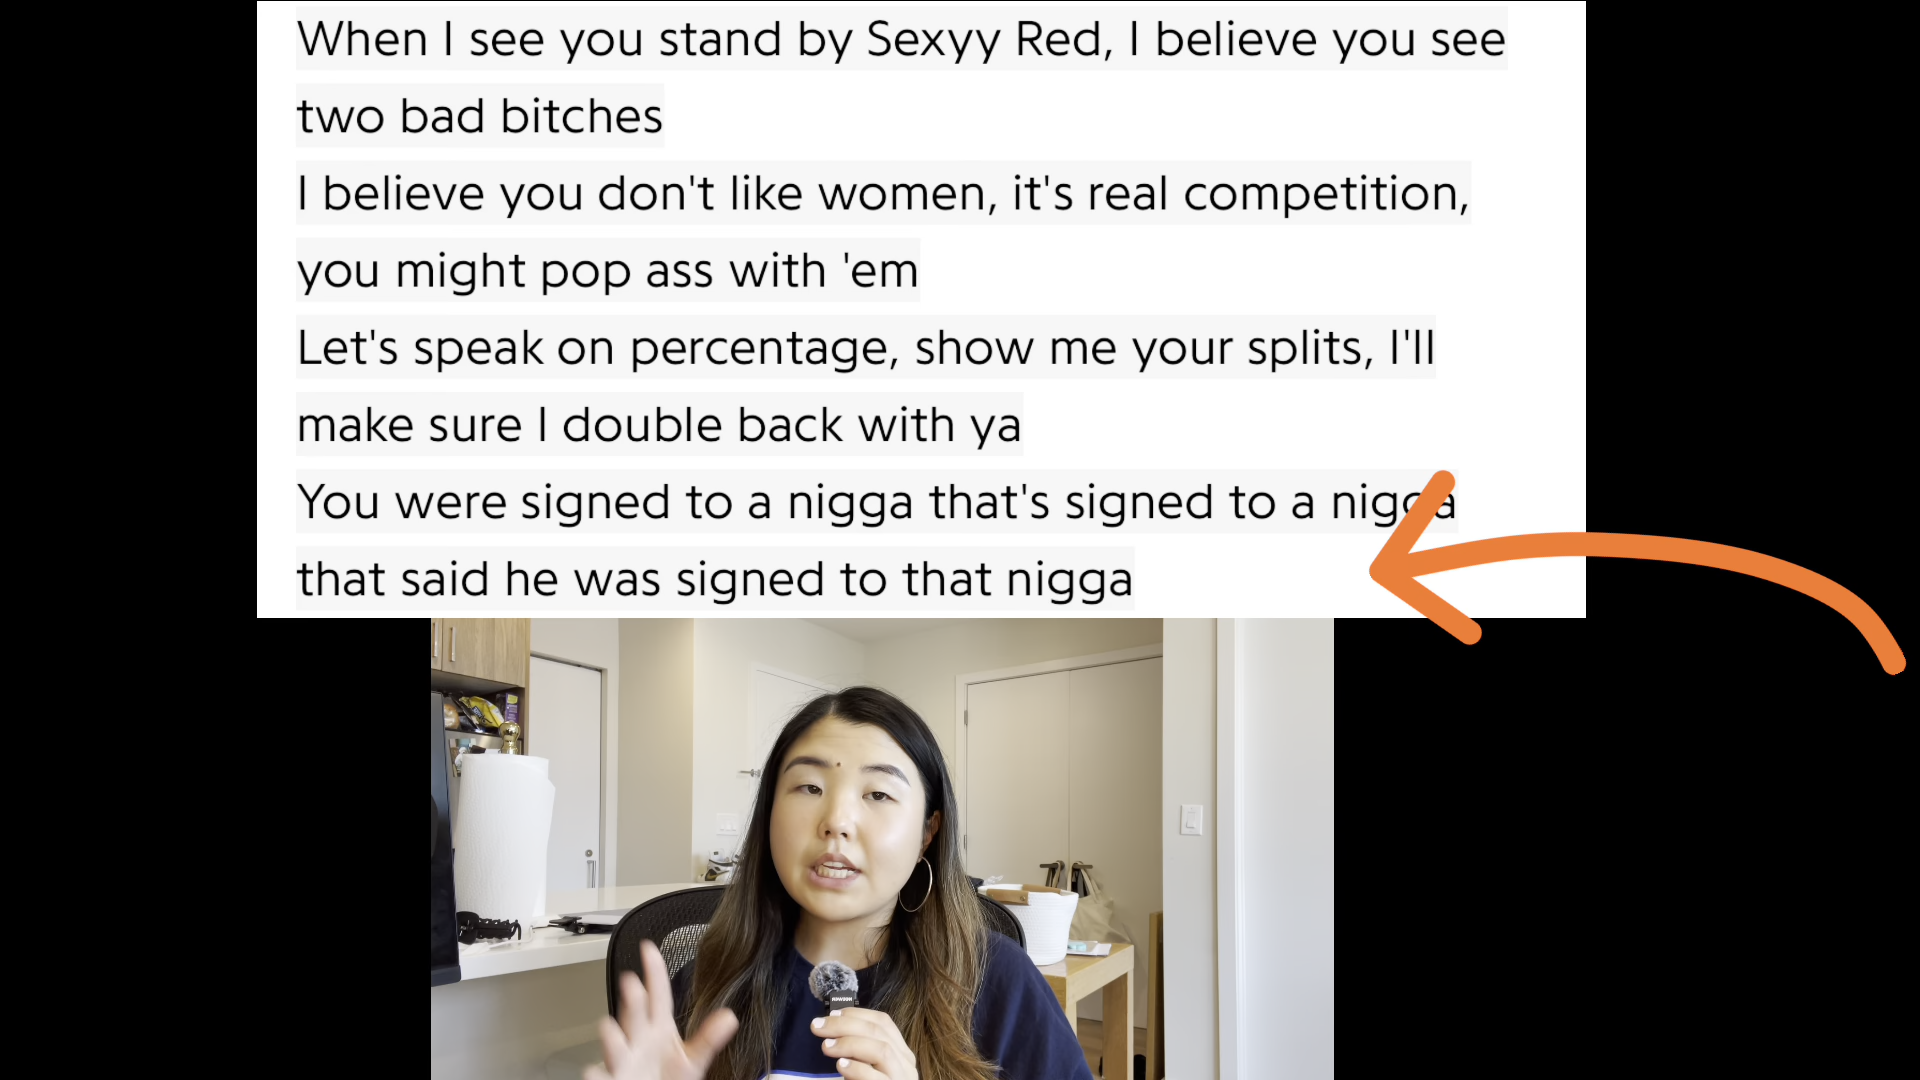 When I see you stand by Sexyy Red, I believe you see
two bad bitches
I believe you don't like women, it's real competition,
you might pop ass with 'em
Let's speak on percentage, show me your splits, I'll
make sure I double back with ya
You were signed to a nigga that's signed to a nigga
that said he was signed to that nigga